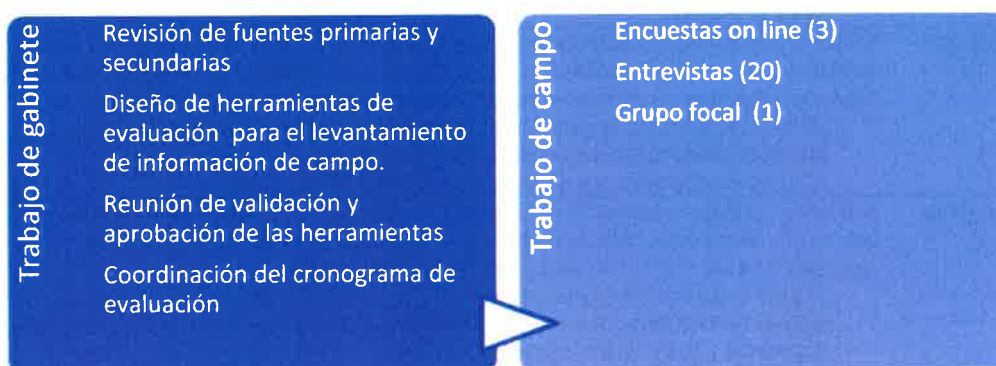 Trabajo de gabinete
Revisión de fuentes primarias y
secundarias
Diseño de herramientas de
evaluación para el levantamiento
de información de campo.
Reunión de validación y
aprobación de las herramientas
Coordinación del cronograma de
evaluación
Trabajo de campo
Encuestas on line (3)
Entrevistas (20)
Grupo focal (1)